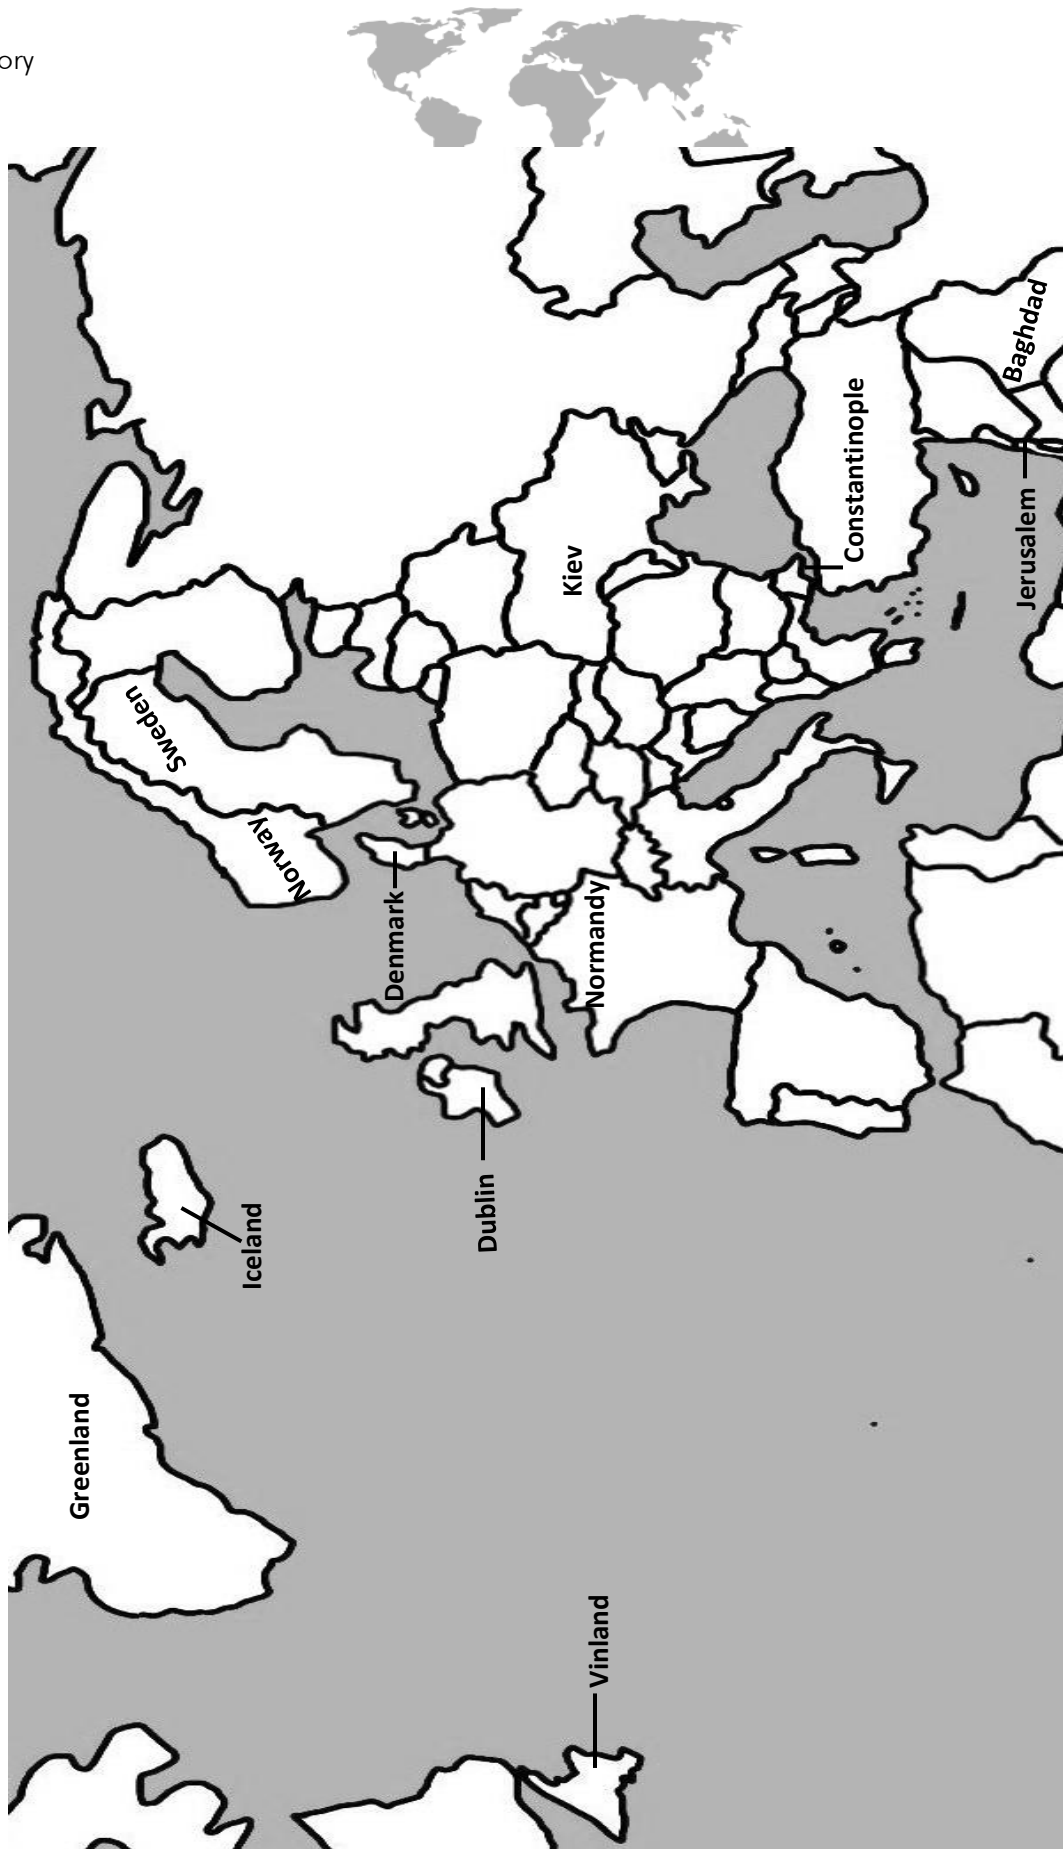 ory
Baghdad
Constantinople
Jerusalem
Kiev
Sweden
Norway
Denmark
Normandy
Dublin
Iceland
Greenland
Vinland